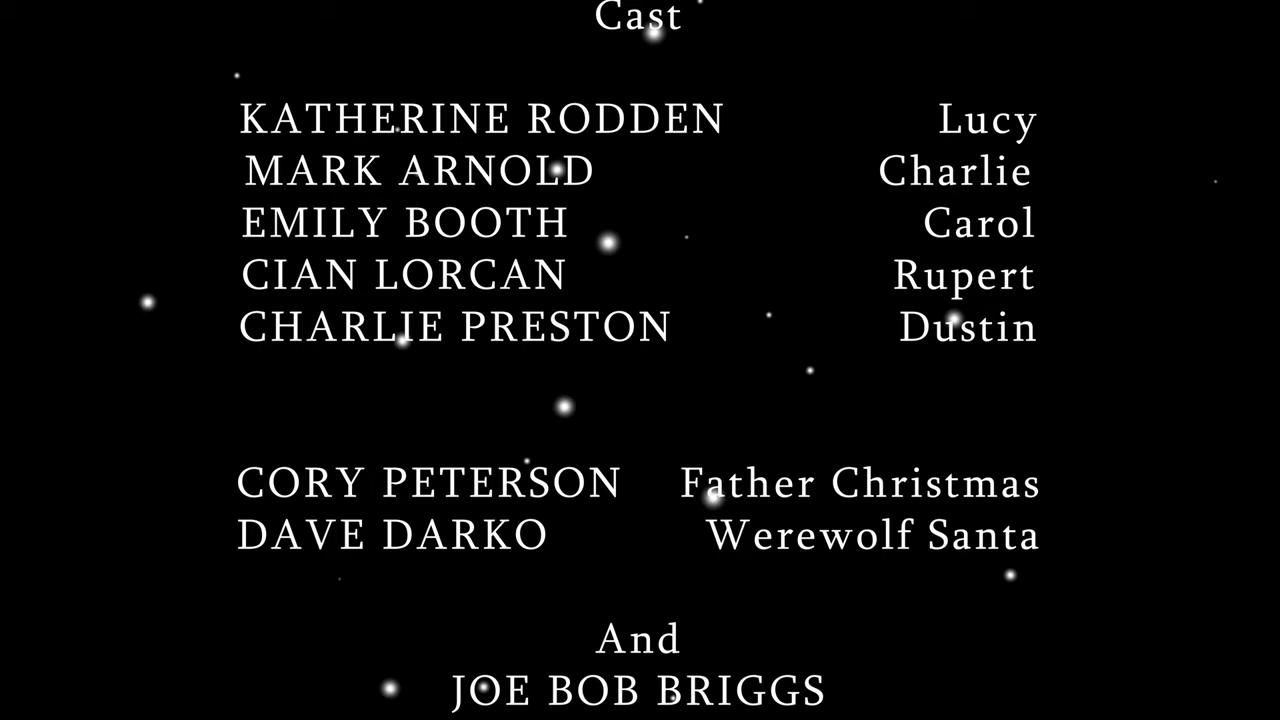 Cast
KATHERINE RODDEN Lucy
MARK ARNOLD Charlie
EMILY BOOTH Carol
CIAN LORCAN Rupert
CHARLIE PRESTON Dustin
CORY PETERSON Father Christmas
DAVE DARKO Werewolf Santa
And
JOE BOB BRIGGS